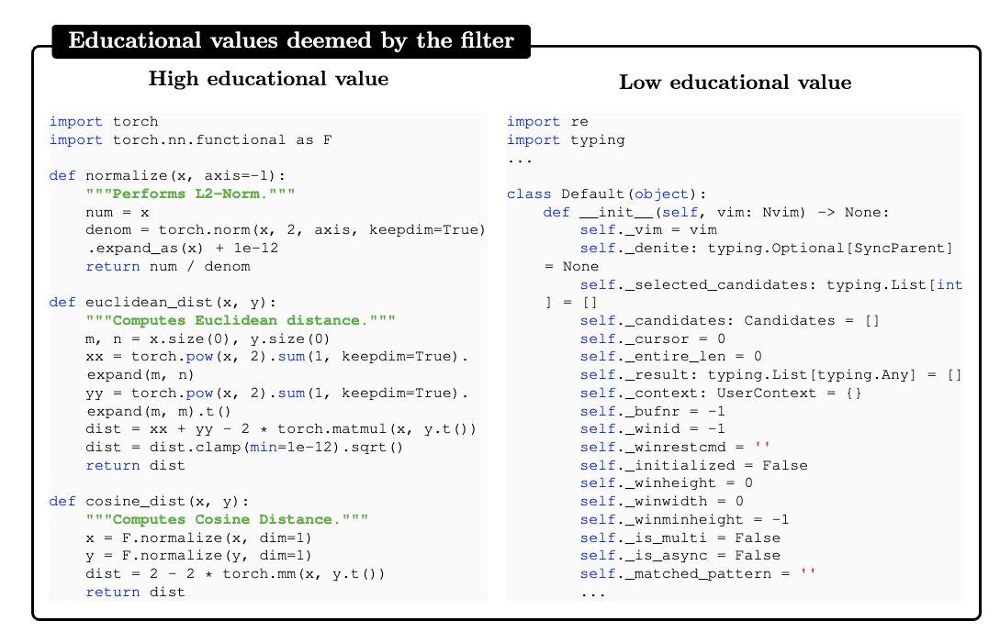 Educational values deemed by the filter
High educational value
import torch
import torch.nn.functional as F
def normalize(x, axis=-1):
    """Performs L2-Norm."""
    num = x
    denom = torch.norm(x, 2, axis, keepdim=True)
    .expand_as(x) + 1e-12
    return num / denom
def euclidean_dist(x, y):
    """Computes Euclidean distance."""
    m, n = x.size(0), y.size(0)
    xx = torch.pow(x, 2).sum(1, keepdim=True).
    expand(m, n)
    yy = torch.pow(x, 2).sum(1, keepdim=True).
    expand(m, m).t()
    dist = xx + yy - 2 * torch.matmul(x, y.t())
    dist = dist.clamp(min=1e-12).sqrt()
    return dist
def cosine_dist(x, y):
    """Computes Cosine Distance."""
    x = F.normalize(x, dim=1)
    y = F.normalize(y, dim=1)
    dist = 2 - 2 * torch.mm(x, y.t())
    return dist
Low educational value
import re
import typing
...
class Default(object):
    def __init__(self, vim: Nvim) -> None:
        self._vim = vim
        self._denite: typing.Optional[SyncParent]
    = None
        self._selected_candidates: typing.List[int
    ] = []
        self._candidates: Candidates = []
        self._cursor = 0
        self._entire_len = 0
        self._result: typing.List[typing.Any] = []
        self._context: UserContext = {}
        self._bufnr = -1
        self._winid = -1
        self._winrestcmd = ''
        self._initialized = False
        self._winheight = 0
        self._winwidth = 0
        self._winminheight = -1
        self._is_multi = False
        self._is_async = False
        self._matched_pattern = ''
        ...